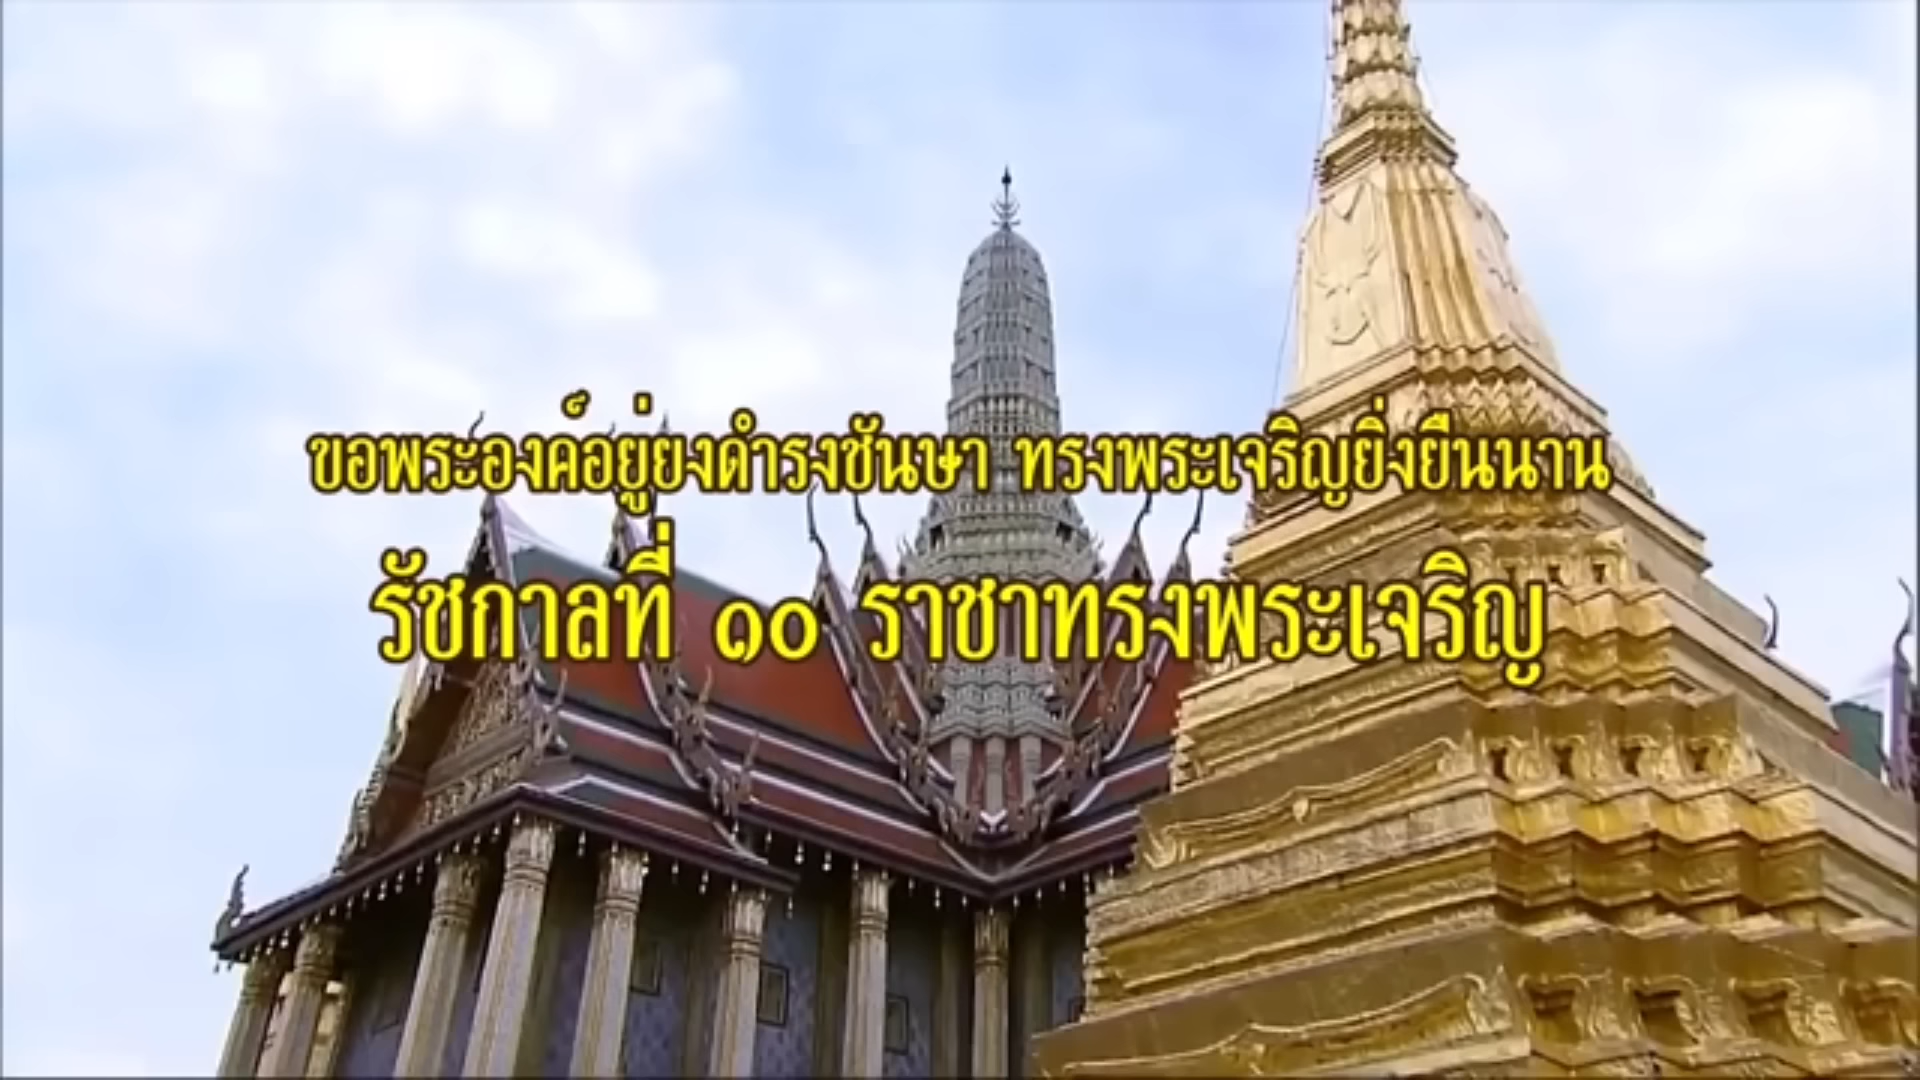 ขอพระองค์อยู่ยงดำรงชันษา ทรงพระเจริญยิ่งยืนนาน
รัชกาลที่ ๑๐ ราชาทรงพระเจริญ